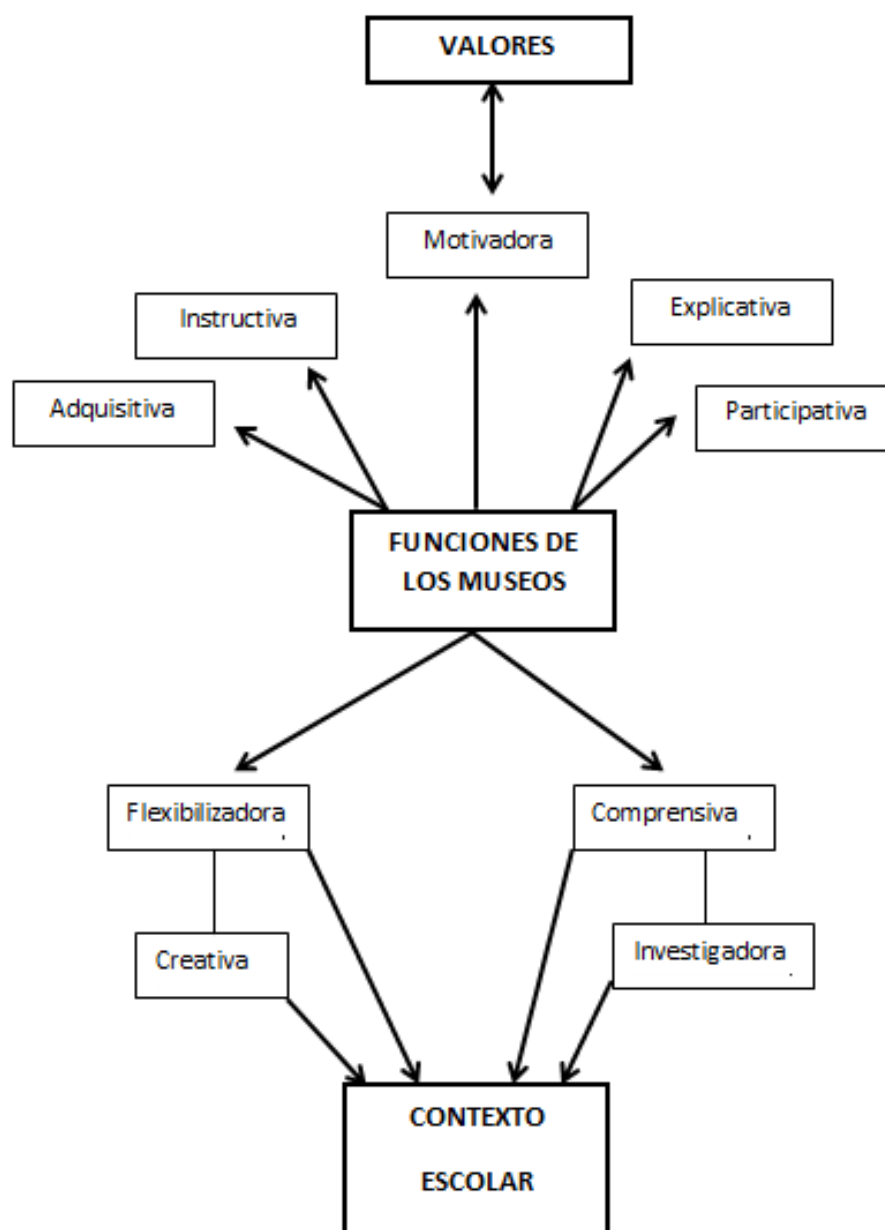 VALORES
Motivadora
Instructiva
Explicativa
Adquisitiva
Participativa
FUNCIONES DE
LOS MUSEOS
Flexibilizadora
Comprensiva
Creativa
Investigadora
CONTEXTO
ESCOLAR